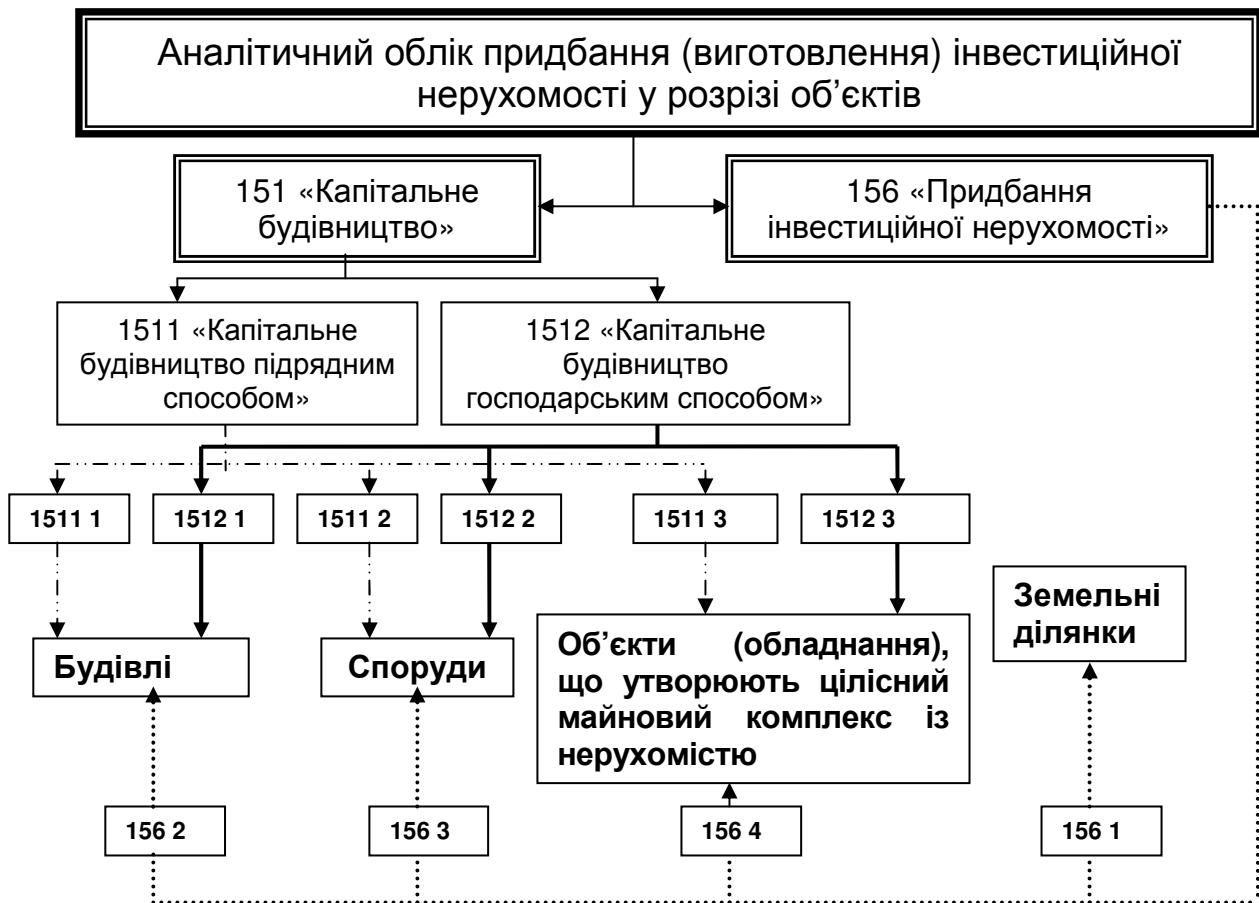 Аналітичний облік придбання (виготовлення) інвестиційної
нерухомості у розрізі об’єктів
151 «Капітальне
будівництво»
156 «Придбання
інвестиційної нерухомості»
1511 «Капітальне
будівництво підрядним
способом»
1512 «Капітальне
будівництво
господарським способом»
1511 1
1512 1
1511 2
1512 2
1511 3
1512 3
Земельні
ділянки
Будівлі
Споруди
Об’єкти (обладнання),
що утворюють цілісний
майновий комплекс із
нерухомістю
156 2
156 3
156 4
156 1